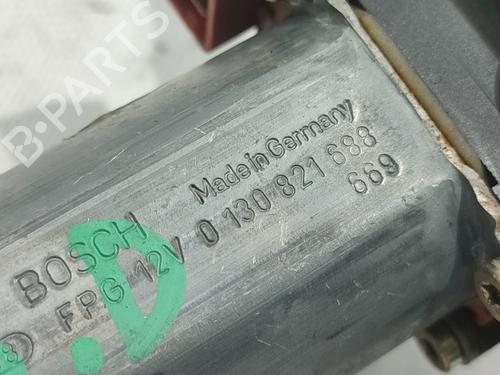 B-PARTS
Made in Germany
BOSCH
FPG 12V 0 130 821 688
669
.D